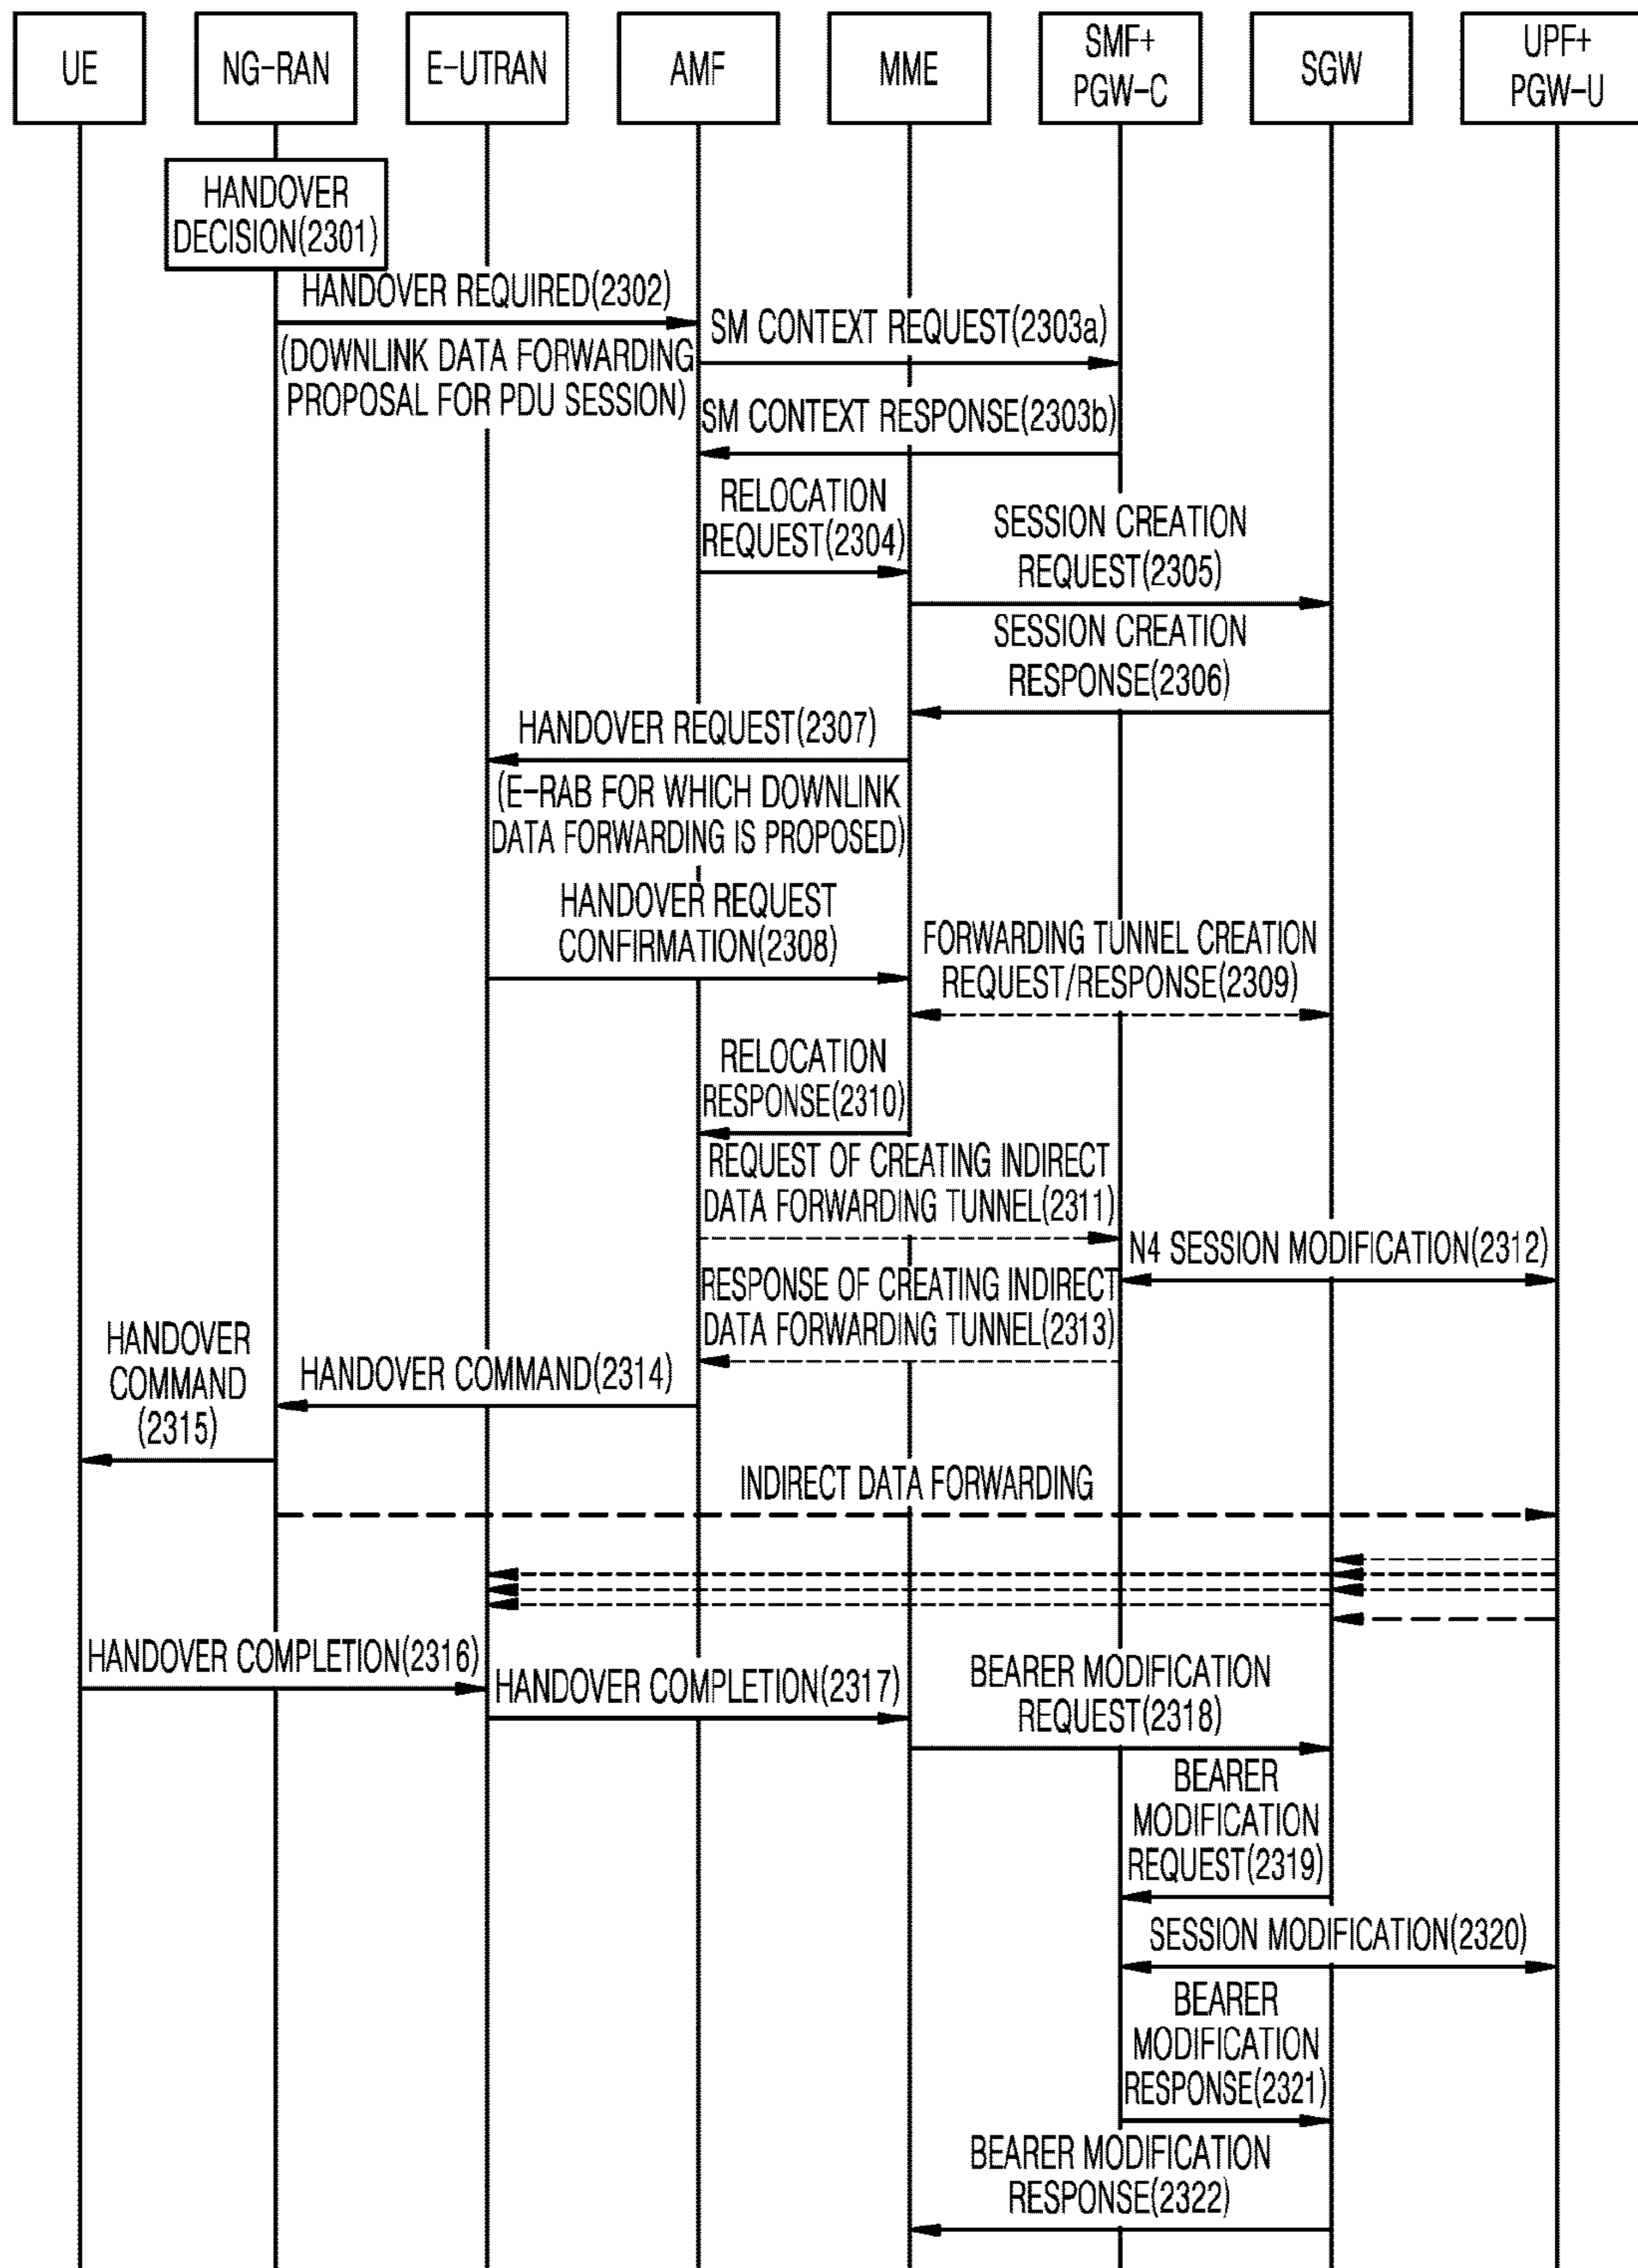 UE
NG-RAN
E-UTRAN
AMF
MME
SMF+
PGW-C
SGW
UPF+
PGW-U
HANDOVER
DECISION(2301)
HANDOVER REQUIRED(2302)
(DOWNLINK DATA FORWARDING
PROPOSAL FOR PDU SESSION)
SM CONTEXT REQUEST(2303a)
SM CONTEXT RESPONSE(2303b)
RELOCATION
REQUEST(2304)
SESSION CREATION
REQUEST(2305)
SESSION CREATION
RESPONSE(2306)
HANDOVER REQUEST(2307)
(E-RAB FOR WHICH DOWNLINK
DATA FORWARDING IS PROPOSED)
HANDOVER REQUEST
CONFIRMATION(2308)
FORWARDING TUNNEL CREATION
REQUEST/RESPONSE(2309)
RELOCATION
RESPONSE(2310)
REQUEST OF CREATING INDIRECT
DATA FORWARDING TUNNEL(2311)
N4 SESSION MODIFICATION(2312)
RESPONSE OF CREATING INDIRECT
DATA FORWARDING TUNNEL(2313)
HANDOVER COMMAND(2314)
HANDOVER
COMMAND
(2315)
INDIRECT DATA FORWARDING
HANDOVER COMPLETION(2316)
HANDOVER COMPLETION(2317)
BEARER MODIFICATION
REQUEST(2318)
BEARER
MODIFICATION
REQUEST(2319)
SESSION MODIFICATION(2320)
BEARER
MODIFICATION
RESPONSE(2321)
BEARER MODIFICATION
RESPONSE(2322)